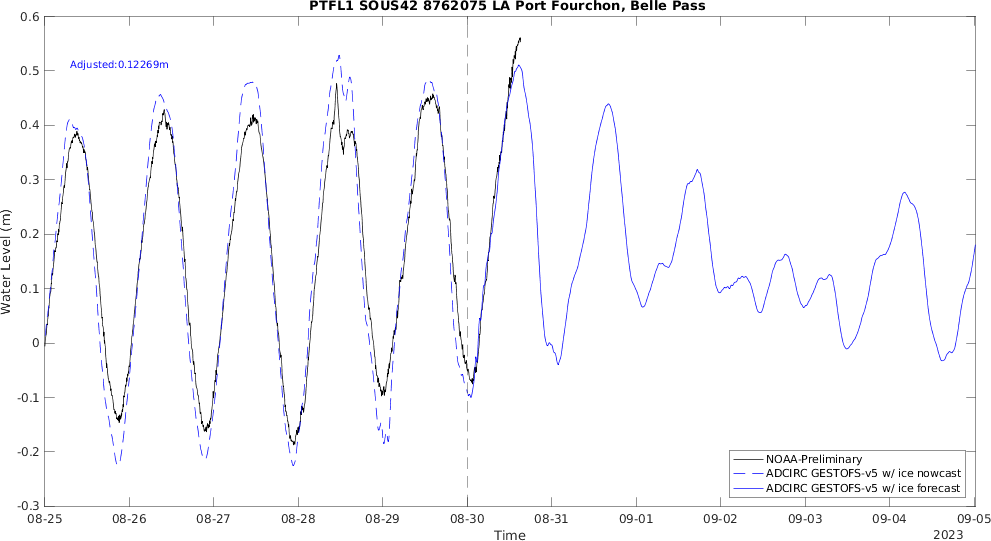 PTFL1 SOUS42 8762075 LA Port Fourchon, Belle Pass
Adjusted:0.12269m
Water Level (m)
0.6
0.5
0.4
0.3
0.2
0.1
0
-0.1
-0.2
-0.3
NOAA-Preliminary
ADCIRC GESTOFS-v5 w/ ice nowcast
ADCIRC GESTOFS-v5 w/ ice forecast
08-25 08-26 08-27 08-28 08-29 08-30 08-31 09-01 09-02 09-03 09-04 09-05
Time
2023